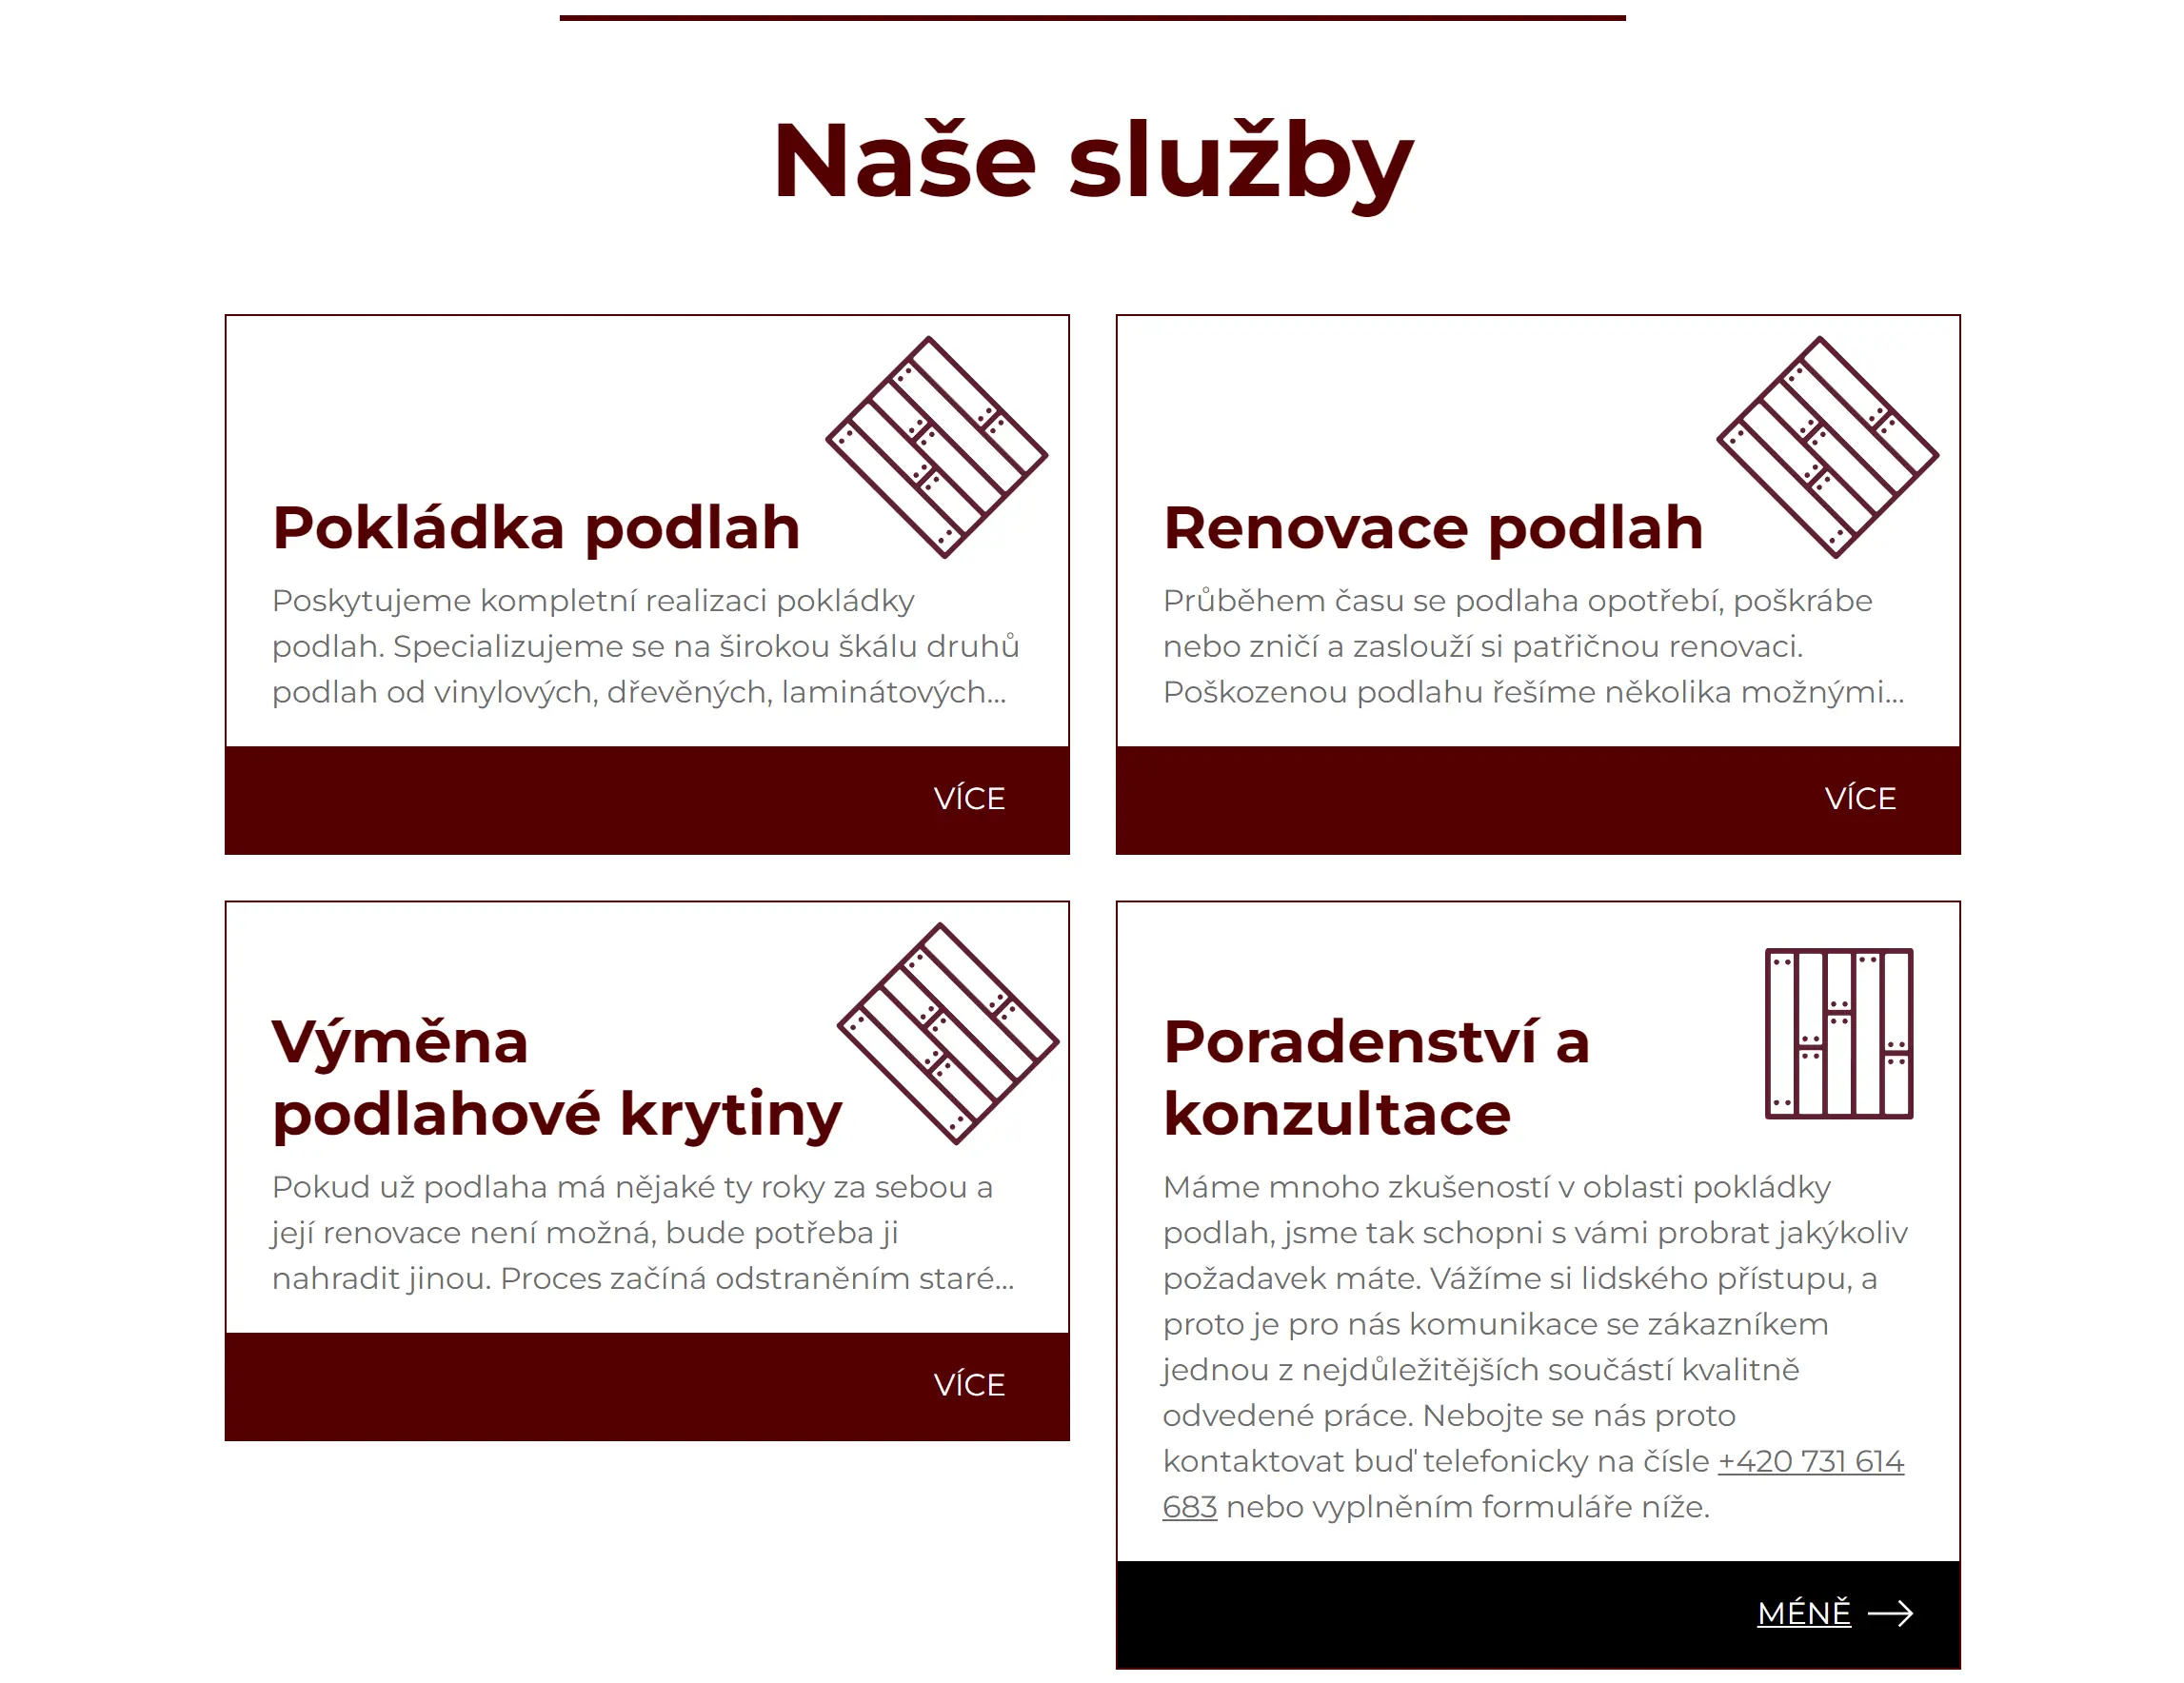 Naše služby
Pokládka podlah
Poskytujeme kompletní realizaci pokládky
podlah. Specializujeme se na širokou škálu druhů
podlah od vinylových, dřevěných, laminátových...
VÍCE
Renovace podlah
Průběhem času se podlaha opotřebí, poškrábe
nebo zničí a zaslouží si patřičnou renovaci.
Poškozenou podlahu řešíme několika možnými...
VÍCE
Výměna
podlahové krytiny
Pokud už podlaha má nějaké ty roky za sebou a
její renovace není možná, bude potřeba ji
nahradit jinou. Proces začíná odstraněním staré...
VÍCE
Poradenství a
konzultace
Máme mnoho zkušeností v oblasti pokládky
podlah, jsme tak schopni s vámi probrat jakýkoliv
požadavek máte. Vážíme si lidského přístupu, a
proto je pro nás komunikace se zákazníkem
jednou z nejdůležitějších součástí kvalitně
odvedené práce. Nebojte se nás proto
kontaktovat buď telefonicky na čísle +420 731 614
683 nebo vyplněním formuláře níže.
MÉNĚ